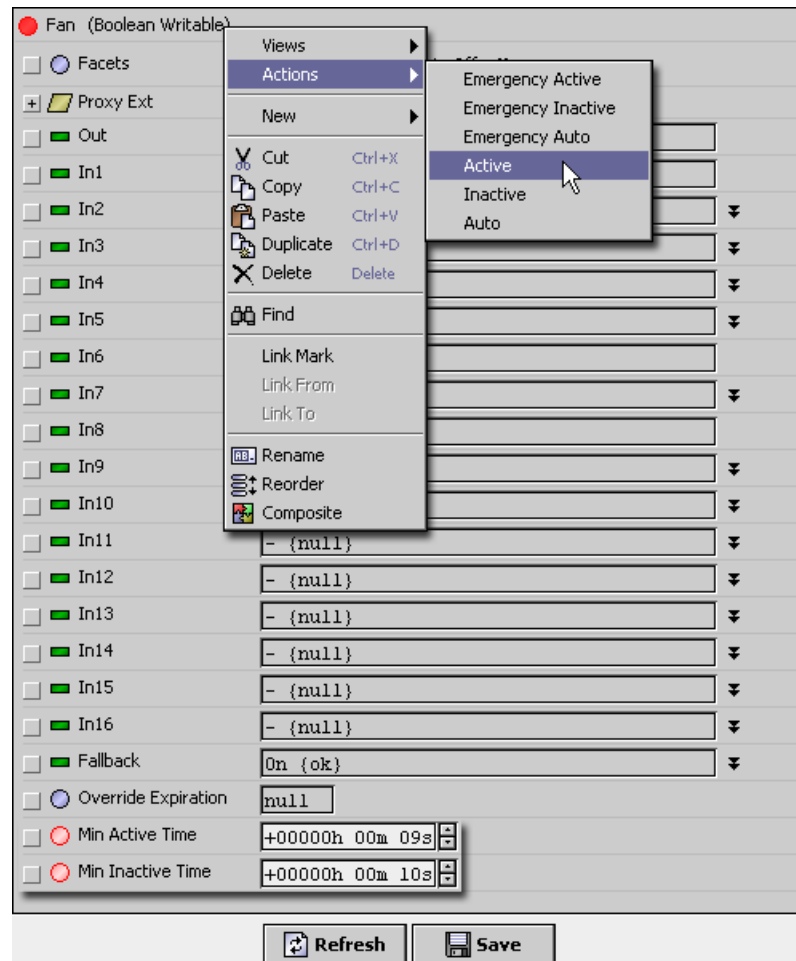 Fan (Boolean Writable)
Facets
Proxy Ext
Out
In1
In2
In3
In4
In5
In6
In7
In8
In9
In10
In11 - {null}
In12 - {null}
In13 - {null}
In14 - {null}
In15 - {null}
In16 - {null}
Fallback On {ok}
Override Expiration null
Min Active Time +00000h 00m 09s
Min Inactive Time +00000h 00m 10s
Views
Actions
New
Cut Ctrl+X
Copy Ctrl+C
Paste Ctrl+V
Duplicate Ctrl+D
Delete Delete
Find
Link Mark
Link From
Link To
Rename
Reorder
Composite
Emergency Active
Emergency Inactive
Emergency Auto
Active
Inactive
Auto
Refresh Save